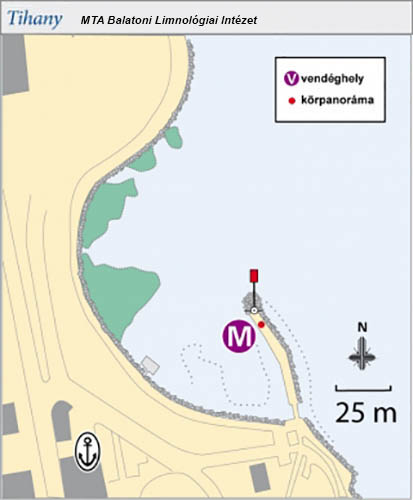 Tihany MTA Balatoni Limnológiai Intézet
V vendéghely
körpanoráma
M
N
25 m